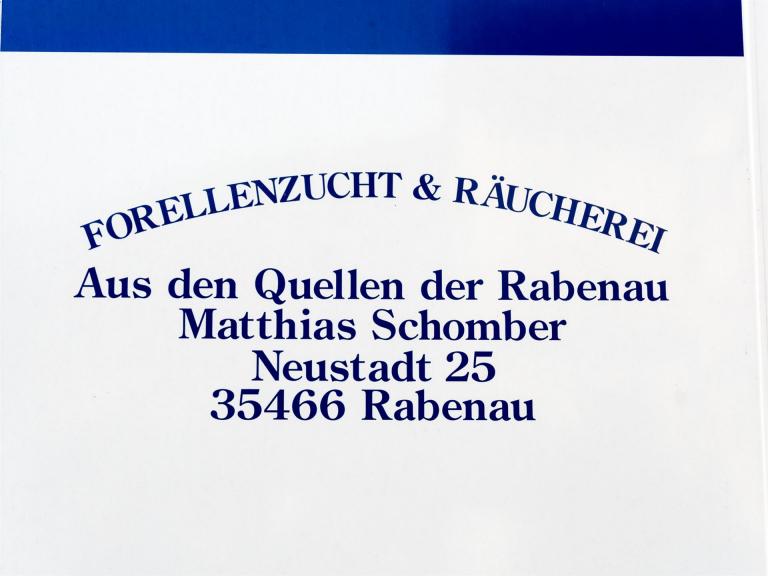 FORELLENZUCHT & RÄUCHEREI
Aus den Quellen der Rabenau
Matthias Schomber
Neustadt 25
35466 Rabenau